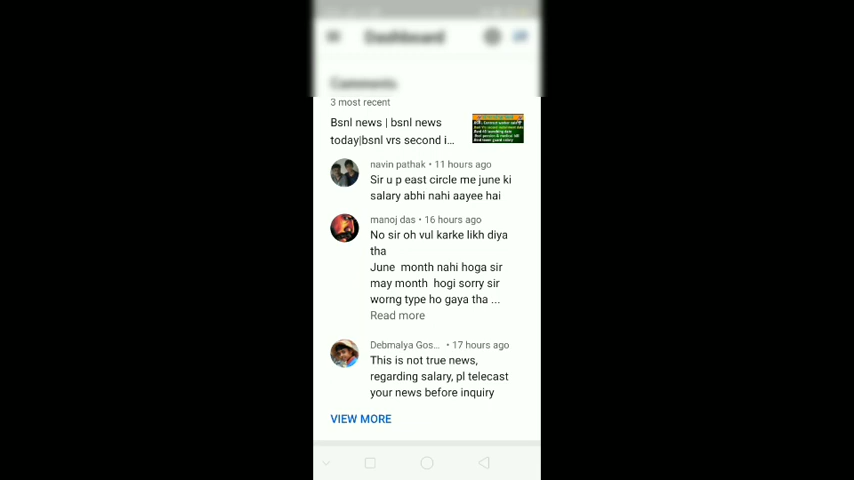 Dashboard
Comments
3 most recent
Bsnl news | bsnl news
today|bsnl vrs second i...
navin pathak • 11 hours ago
Sir u p east circle me june ki
salary abhi nahi aayee hai
manoj das • 16 hours ago
No sir oh vul karke likh diya
tha
June month nahi hoga sir
may month hogi sorry sir
worng type ho gaya tha ...
Read more
Debmalya Gos... • 17 hours ago
This is not true news,
regarding salary, pl telecast
your news before inquiry
VIEW MORE